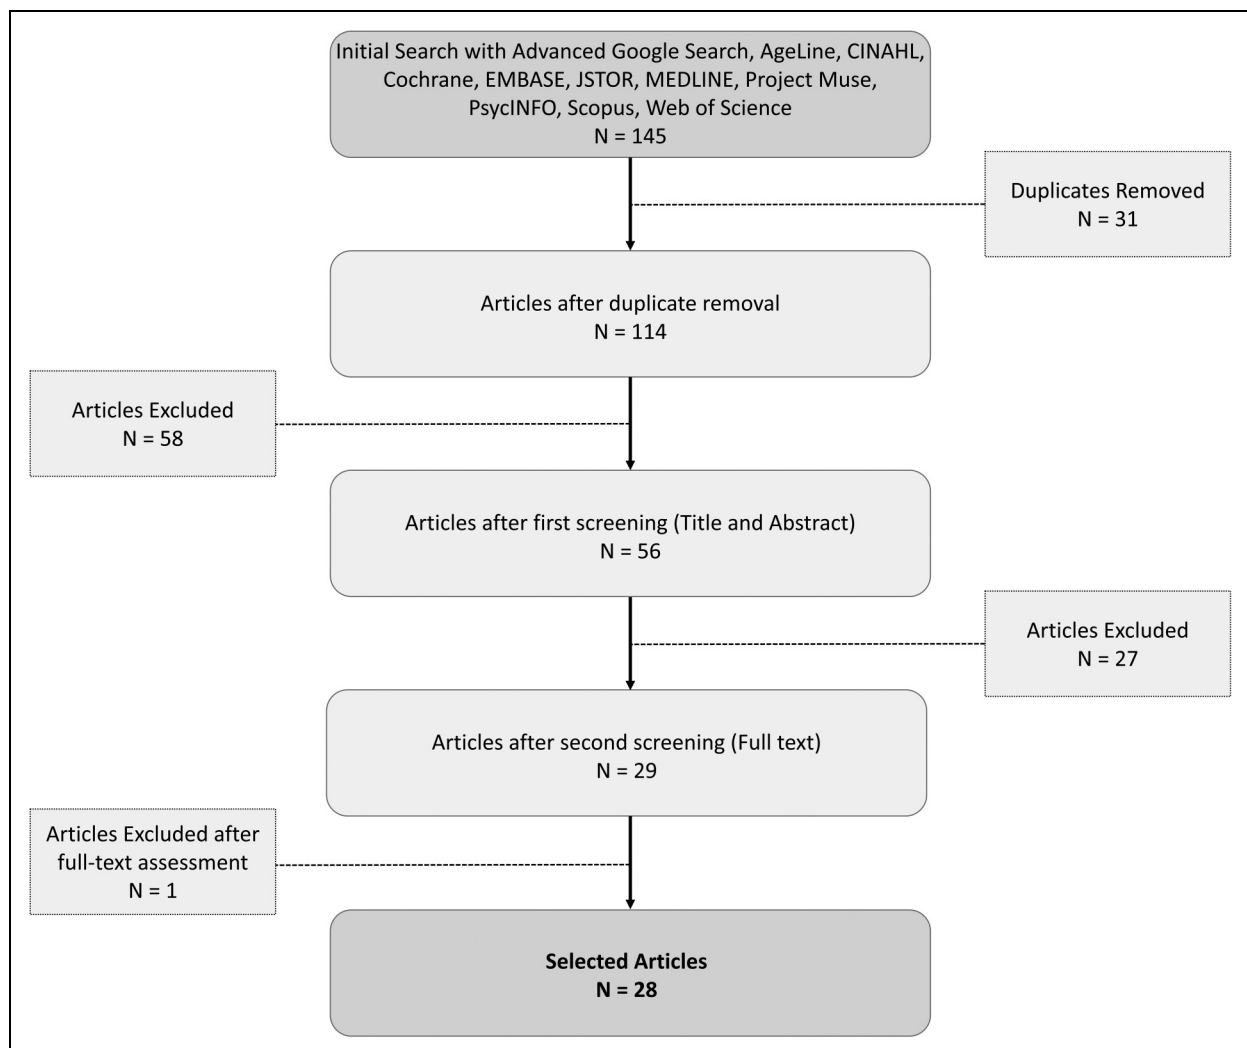 Initial Search with Advanced Google Search, AgeLine, CINAHL,
Cochrane, EMBASE, JSTOR, MEDLINE, Project Muse,
PsycINFO, Scopus, Web of Science
N = 145
Duplicates Removed
N = 31
Articles after duplicate removal
N = 114
Articles Excluded
N = 58
Articles after first screening (Title and Abstract)
N = 56
Articles Excluded
N = 27
Articles after second screening (Full text)
N = 29
Articles Excluded after
full-text assessment
N = 1
Selected Articles
N = 28